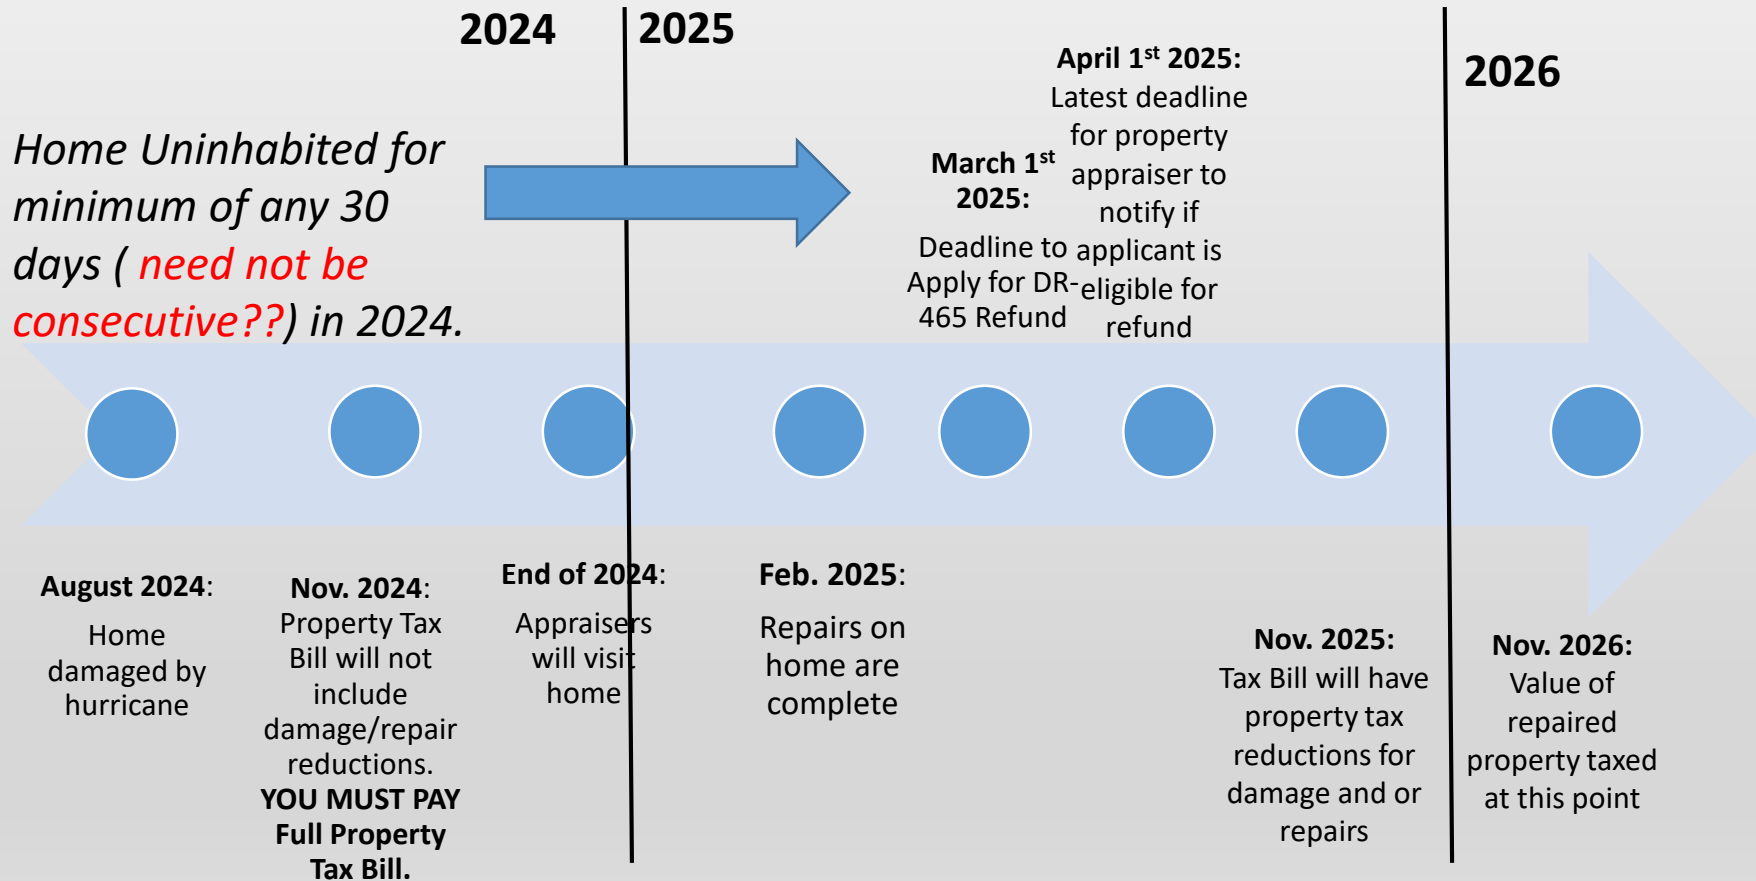 2024
2025
2026
Home Uninhabited for
minimum of any 30
days ( need not be
consecutive??) in 2024.
March 1st
2025:
Deadline to
Apply for DR-
465 Refund
April 1st 2025:
Latest deadline
for property
appraiser to
notify if
applicant is
eligible for
refund
August 2024:
Home
damaged by
hurricane
Nov. 2024:
Property Tax
Bill will not
include
damage/repair
reductions.
YOU MUST PAY
Full Property
Tax Bill.
End of 2024:
Appraisers
will visit
home
Feb. 2025:
Repairs on
home are
complete
Nov. 2025:
Tax Bill will have
property tax
reductions for
damage and or
repairs
Nov. 2026:
Value of
repaired
property taxed
at this point